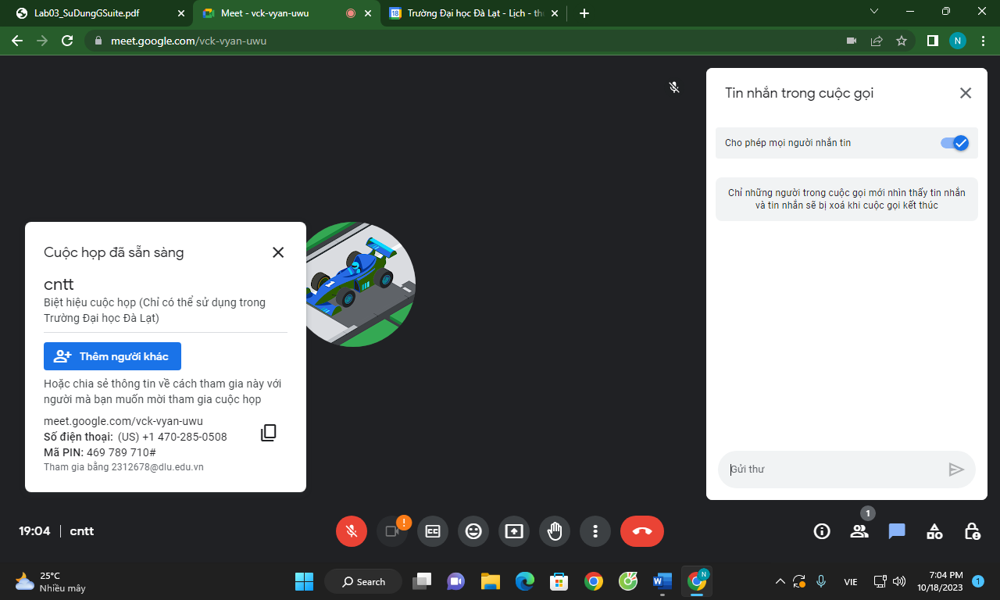 Lab03_SuDungGSuite.pdf
Meet - vck-vyan-uwu
18
Trường Đại học Đà Lạt - Lịch - th
meet.google.com/vck-vyan-uwu
N
Tin nhắn trong cuộc gọi
Cho phép mọi người nhắn tin
Chỉ những người trong cuộc gọi mới nhìn thấy tin nhắn
và tin nhắn sẽ bị xoá khi cuộc gọi kết thúc
Cuộc họp đã sẵn sàng
cntt
Biệt hiệu cuộc họp (Chỉ có thể sử dụng trong
Trường Đại học Đà Lạt)
Thêm người khác
Hoặc chia sẻ thông tin về cách tham gia này với
người mà bạn muốn mời tham gia cuộc họp
meet.google.com/vck-vyan-uwu
Số điện thoại: (US) +1 470-285-0508
Mã PIN: 469 789 710#
Tham gia bằng 2312678@dlu.edu.vn
Gửi thư
19:04 | cntt
!
CC
1
25°C
Nhiều mây
Search
W
N
VIE
7:04 PM
10/18/2023
1